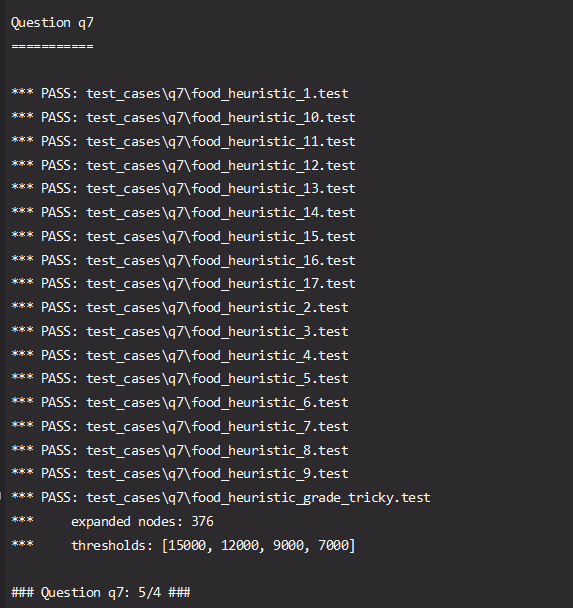 Question q7
===========
*** PASS: test_cases\q7\food_heuristic_1.test
*** PASS: test_cases\q7\food_heuristic_10.test
*** PASS: test_cases\q7\food_heuristic_11.test
*** PASS: test_cases\q7\food_heuristic_12.test
*** PASS: test_cases\q7\food_heuristic_13.test
*** PASS: test_cases\q7\food_heuristic_14.test
*** PASS: test_cases\q7\food_heuristic_15.test
*** PASS: test_cases\q7\food_heuristic_16.test
*** PASS: test_cases\q7\food_heuristic_17.test
*** PASS: test_cases\q7\food_heuristic_2.test
*** PASS: test_cases\q7\food_heuristic_3.test
*** PASS: test_cases\q7\food_heuristic_4.test
*** PASS: test_cases\q7\food_heuristic_5.test
*** PASS: test_cases\q7\food_heuristic_6.test
*** PASS: test_cases\q7\food_heuristic_7.test
*** PASS: test_cases\q7\food_heuristic_8.test
*** PASS: test_cases\q7\food_heuristic_9.test
*** PASS: test_cases\q7\food_heuristic_grade_tricky.test
***     expanded nodes: 376
***     thresholds: [15000, 12000, 9000, 7000]
### Question q7: 5/4 ###